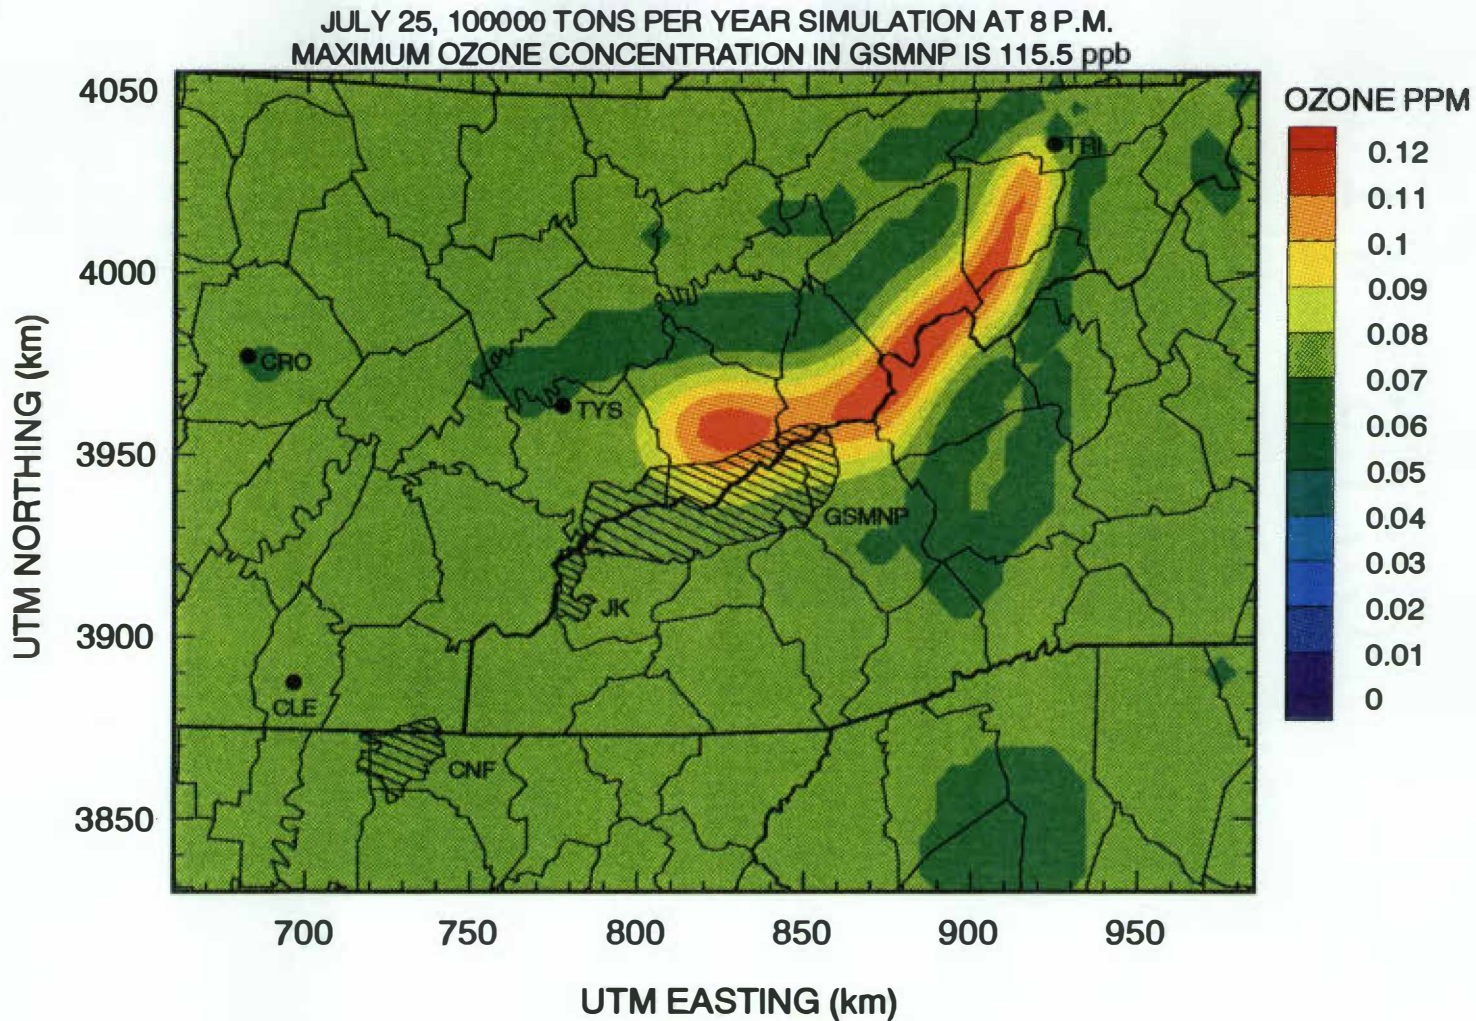 JULY 25, 100000 TONS PER YEAR SIMULATION AT 8 P.M.
MAXIMUM OZONE CONCENTRATION IN GSMNP IS 115.5 ppb
OZONE PPM
0.12
0.11
0.1
0.09
0.08
0.07
0.06
0.05
0.04
0.03
0.02
0.01
0
UTM NORTHING (km)
4050
4000
3950
3900
3850
TRI
CRO
TYS
GSMNP
JK
CLE
CNF
700
750
800
850
900
950
UTM EASTING (km)